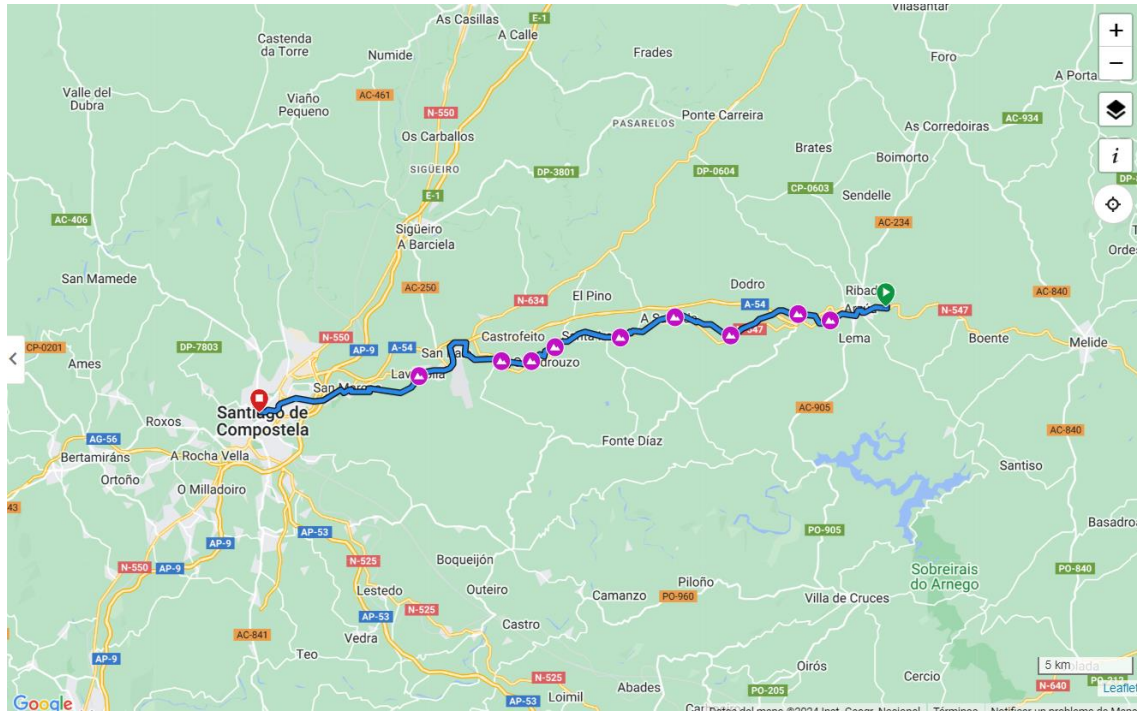 Vilasantar
As Casillas
E-1
A Calle
Castenda
da Torre
Numide
Frades
Foro
+
−
A Porta
Valle del
Dubra
Viaño
Pequeno
AC-461
N-550
Os Carballos
PASARELOS
Ponte Carreira
As Corredoiras
AC-934
i
Brates
Boimorto
SIGÜEIRO
DP-3801
DP-0604
CP-0603
Sendelle
E-1
AC-406
AC-234
Sigüeiro
A Barciela
San Mamede
AC-250
El Pino
Dodro
A-54
AC-840
N-634
N-547
Boente
Melide
Lema
N-550
A-54
AP-9
Castrofeito
CP-0201
DP-7803
Ames
Santiago de
Compostela
Roxos
AC-905
AG-56
Bertamiráns
A Rocha Vella
Fonte Díaz
AC-840
Ortoño
Santiso
O Milladoiro
AP-53
AP-9
N-525
PO-905
Boqueijón
N-550
AP-9
Lestedo
Outeiro
Camanzo
Piloño
PO-960
Sobreirais
do Arnego
PO-840
Villa de Cruces
N-525
AP-53
Castro
AC-841
Vedra
Teo
AP-9
N-525
Loimil
Abades
PO-205
Oirós
Cercio
5 km
N-640
Google
Leaflet